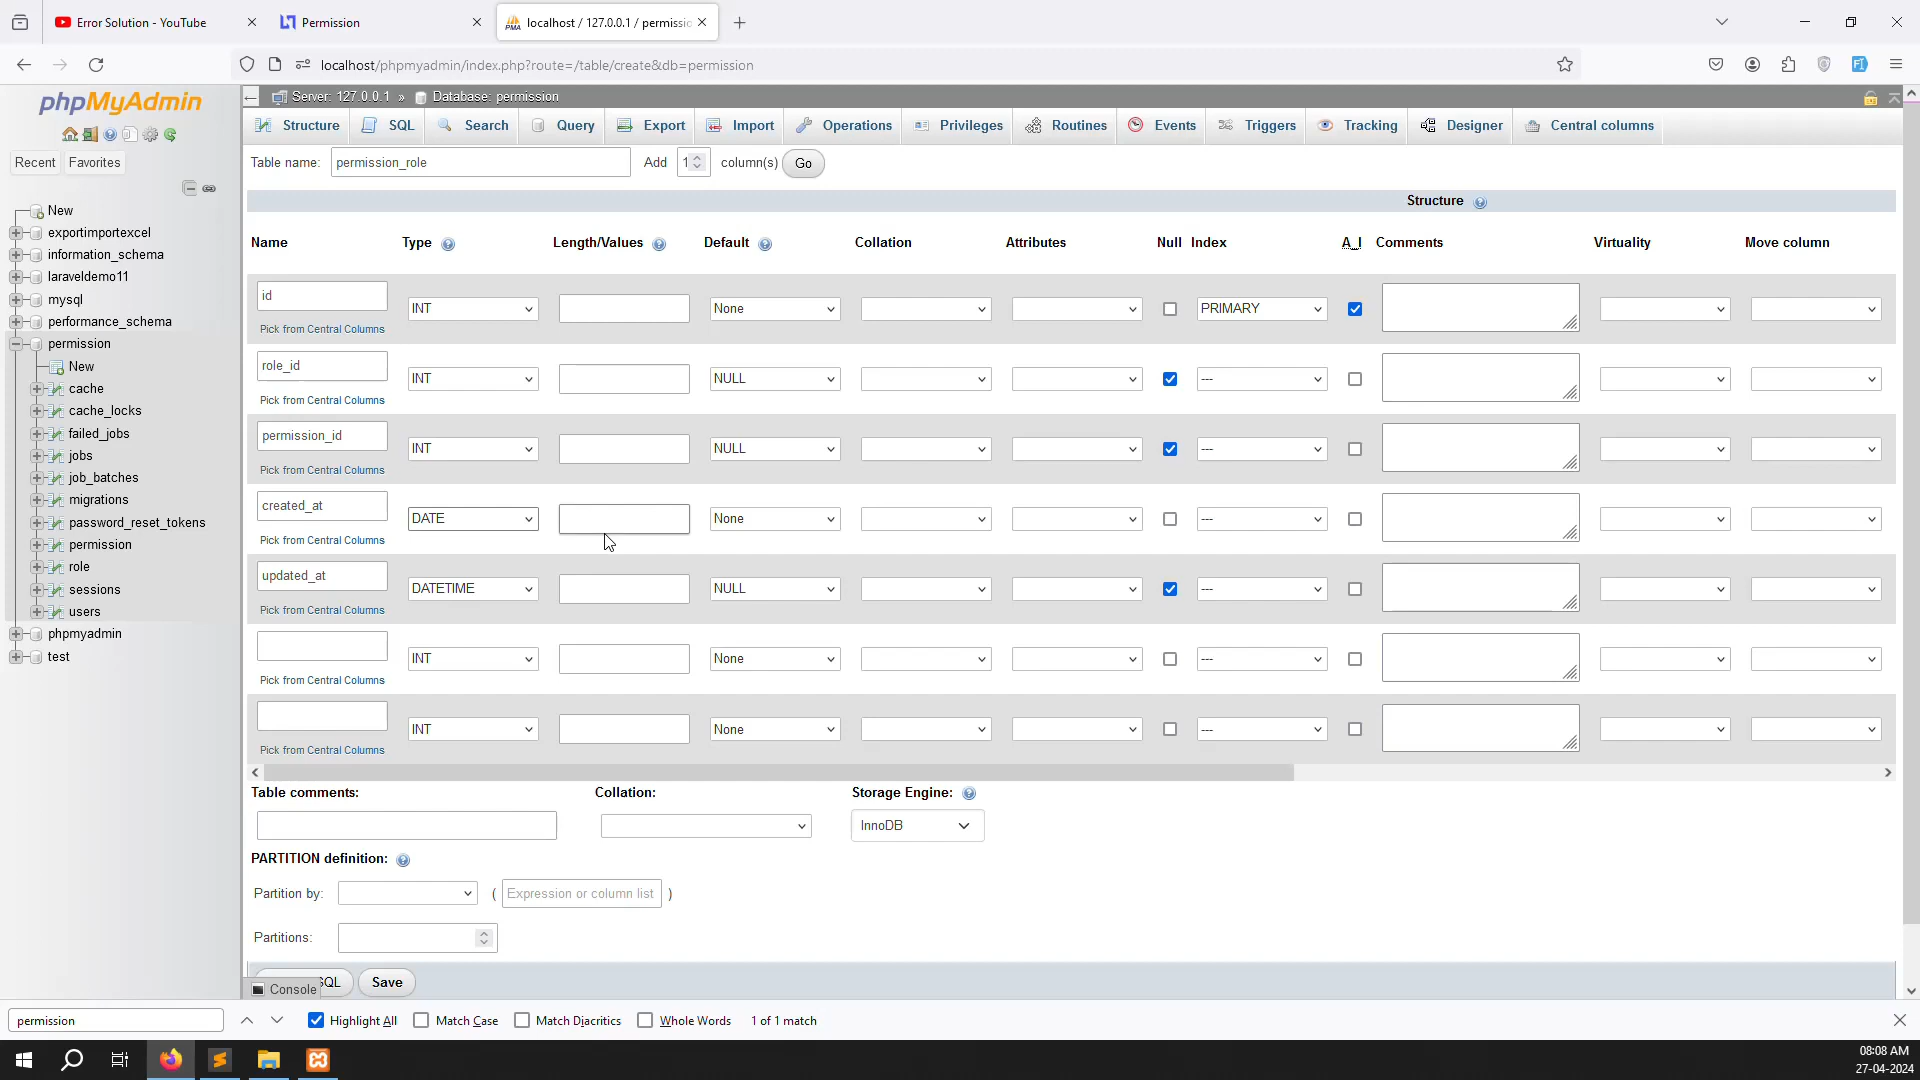 Error Solution - YouTube
Permission
localhost / 127.0.0.1 / permissio
localhost/phpmyadmin/index.php?route=/table/create&db=permission
phpMyAdmin
Recent
Favorites
New
exportimportexcel
information_schema
laraveldemo11
mysql
performance_schema
permission
New
cache
cache_locks
failed_jobs
jobs
job_batches
migrations
password_reset_tokens
permission
role
sessions
users
phpmyadmin
test
Server: 127.0.0.1 » Database: permission
Structure SQL Search Query Export Import Operations Privileges Routines Events Triggers Tracking Designer Central columns
Table name: permission_role Add 1 column(s) Go
Structure
Name Type Length/Values Default Collation Attributes Null Index A_I Comments Virtuality Move column
id INT None PRIMARY
Pick from Central Columns
role_id INT NULL ---
Pick from Central Columns
permission_id INT NULL ---
Pick from Central Columns
created_at DATE None ---
Pick from Central Columns
updated_at DATETIME NULL ---
Pick from Central Columns
INT None ---
Pick from Central Columns
INT None ---
Pick from Central Columns
Table comments: Collation: Storage Engine:
InnoDB
PARTITION definition:
Partition by: ( Expression or column list )
Partitions:
SQL Save
Console
permission Highlight All Match Case Match Diacritics Whole Words 1 of 1 match
08:08 AM
27-04-2024